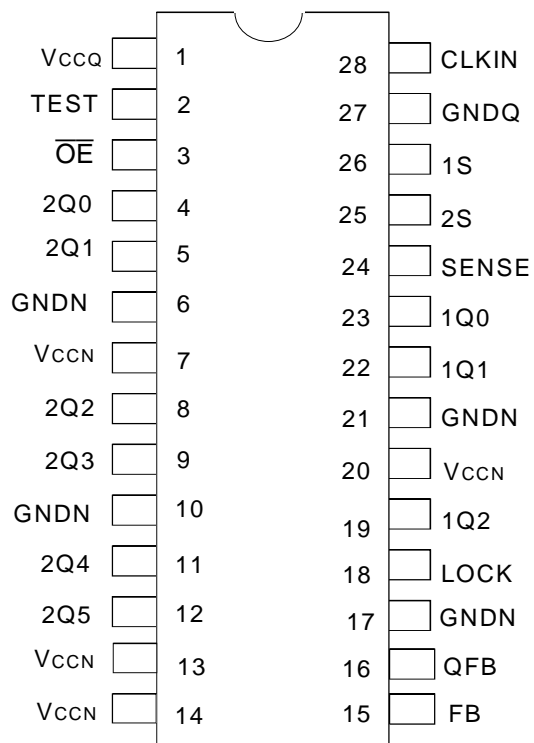 VCCQ 1 28 CLKIN
TEST 2 27 GNDQ
O̅E̅ 3 26 1S
2Q0 4 25 2S
2Q1 5 24 SENSE
GNDN 6 23 1Q0
VCCN 7 22 1Q1
2Q2 8 21 GNDN
2Q3 9 20 VCCN
GNDN 10 19 1Q2
2Q4 11 18 LOCK
2Q5 12 17 GNDN
VCCN 13 16 QFB
VCCN 14 15 FB